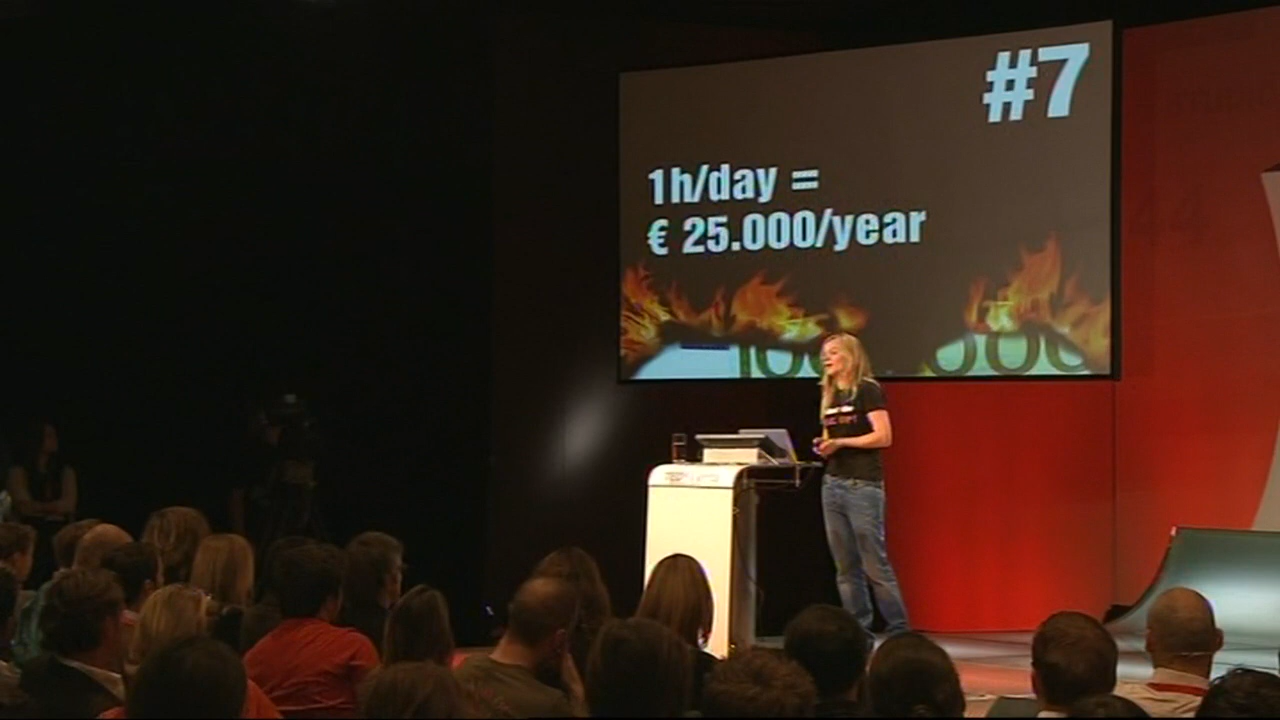 #7
1h/day =
€ 25.000/year